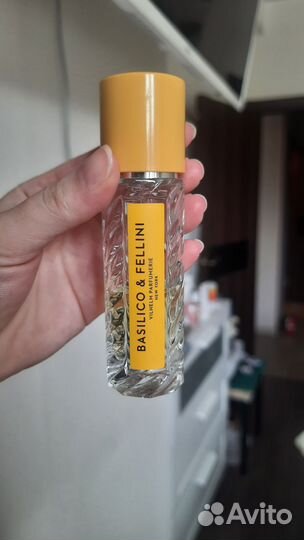 BASILICO & FELLINI
VILHELM PARFUMERIE
NEW YORK
Avito